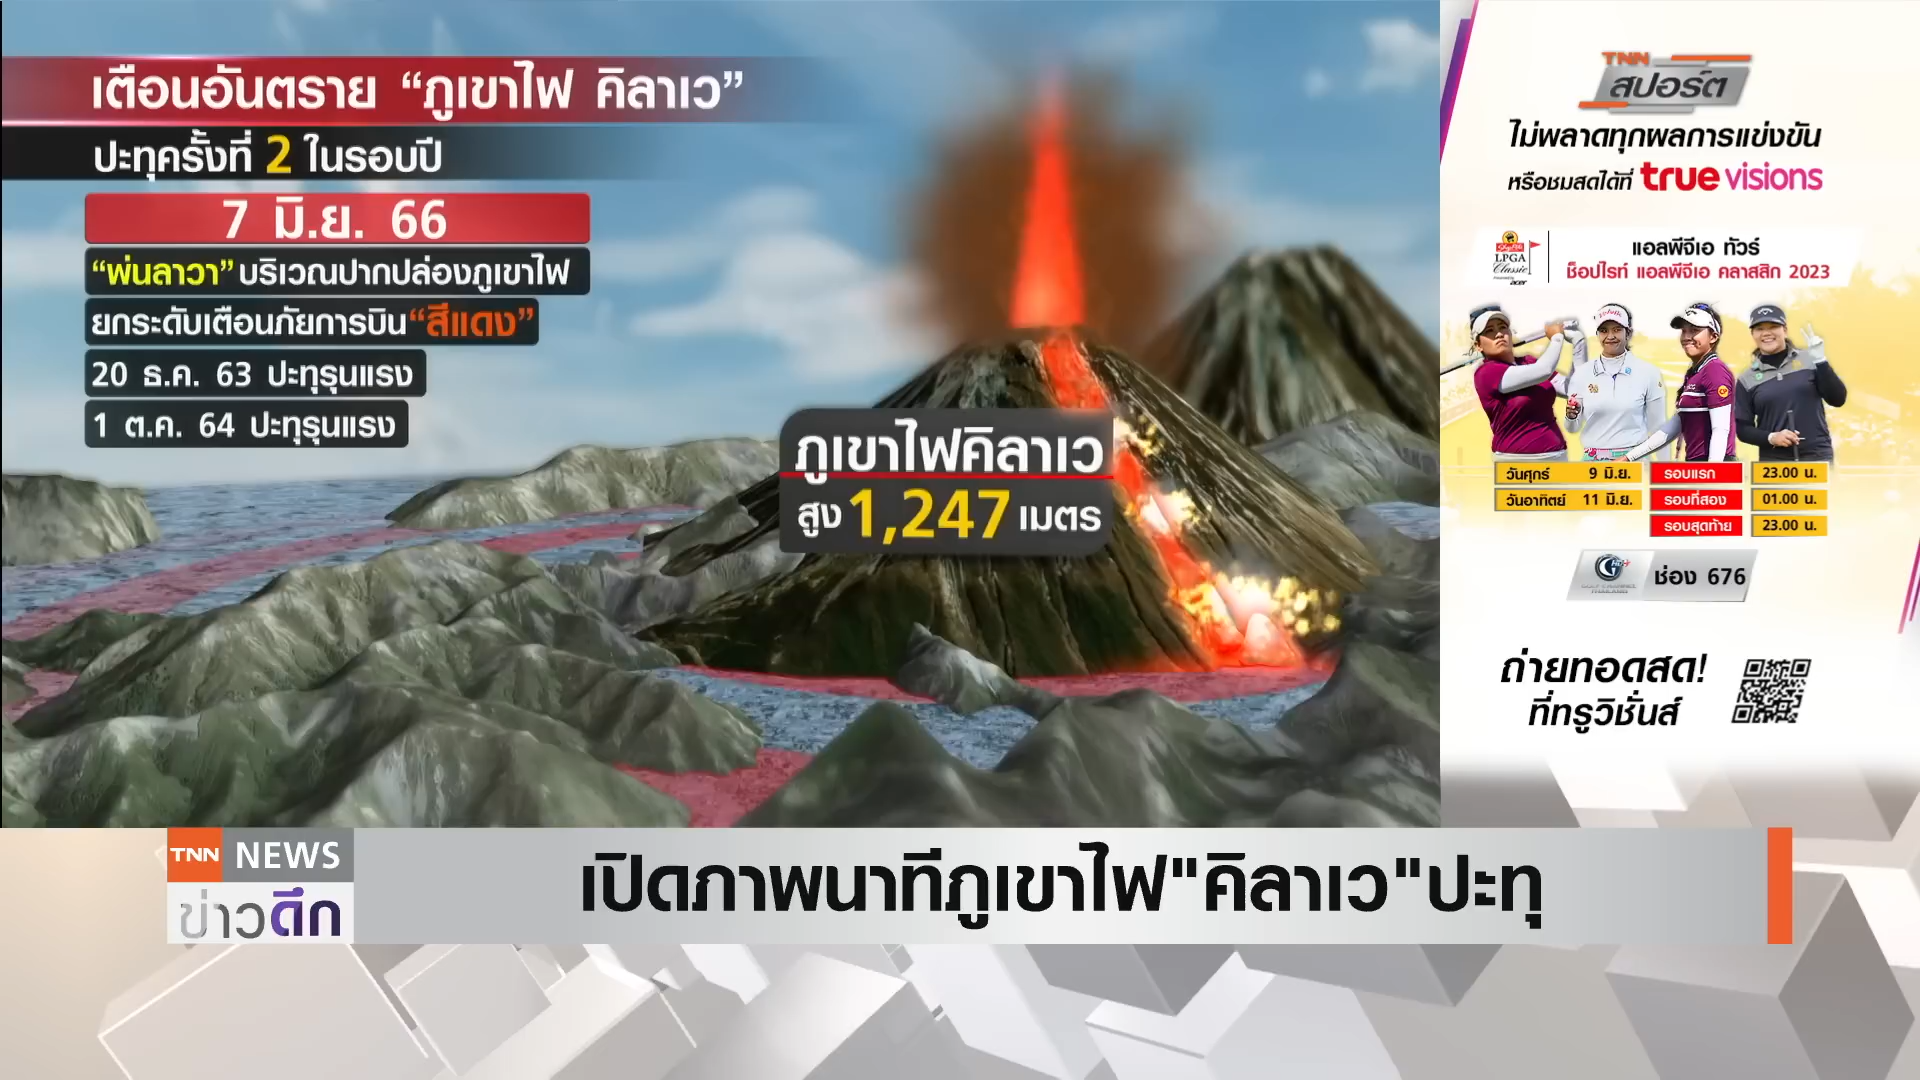 เตือนอันตราย “ภูเขาไฟ คิลาเว”
ปะทุครั้งที่ 2 ในรอบปี
7 มิ.ย. 66
“พ่นลาวา” บริเวณปากปล่องภูเขาไฟ
ยกระดับเตือนภัยการบิน “สีแดง”
20 ธ.ค. 63 ปะทุรุนแรง
1 ต.ค. 64 ปะทุรุนแรง
ภูเขาไฟคิลาเว
สูง 1,247 เมตร
TNN
สปอร์ต
ไม่พลาดทุกผลการแข่งขัน
หรือชมสดได้ที่ true visions
ShopRite
LPGA
Classic
acer
แอลพีจีเอ ทัวร์
ช็อปไรท์ แอลพีจีเอ คลาสสิก 2023
วันศุกร์ 9 มิ.ย. รอบแรก 23.00 น.
วันอาทิตย์ 11 มิ.ย. รอบที่สอง 01.00 น.
รอบสุดท้าย 23.00 น.
ช่อง 676
ถ่ายทอดสด!
ที่ทรูวิชั่นส์
TNN NEWS
ข่าวดึก
เปิดภาพนาทีภูเขาไฟ"คิลาเว"ปะทุ